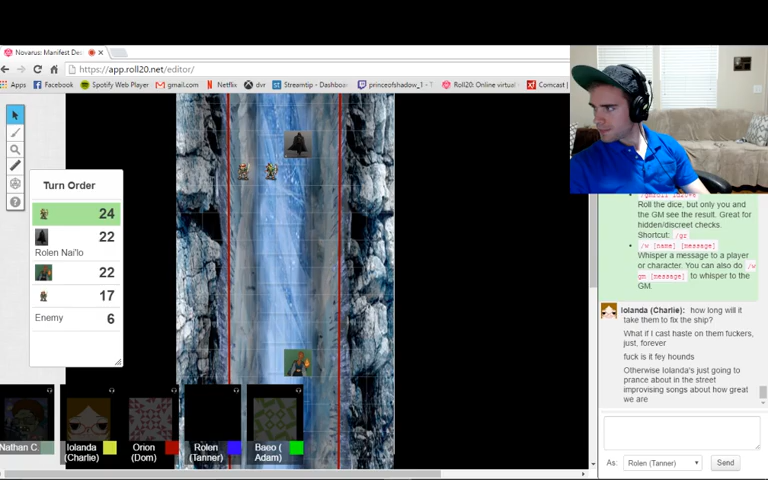 Novarus: Manifest De
https://app.roll20.net/editor/
Apps Facebook Spotify Web Player gmail.com Netflix dvr Streamtip - Dashboa princeofshadow_1 - T Roll20: Online virtual Comcast
Turn Order
24
22
Rolen Nai'lo
22
17
Enemy 6
Nathan C
Iolanda (Charlie)
Orion (Dom)
Rolen (Tanner)
Baeo ( Adam)
Roll the dice, but only you and
the GM see the result. Great for
hidden/discreet checks.
Shortcut: /gr
/w [name] [message]
Whisper a message to a player
or character. You can also do /w
gm [message] to whisper to the
GM.
Iolanda (Charlie): how long will it
take them to fix the ship?
What if I cast haste on them fuckers,
just, forever
fuck is it fey hounds
Otherwise Iolanda's just going to
prance about in the street
improvising songs about how great
we are
As: Rolen (Tanner) Send